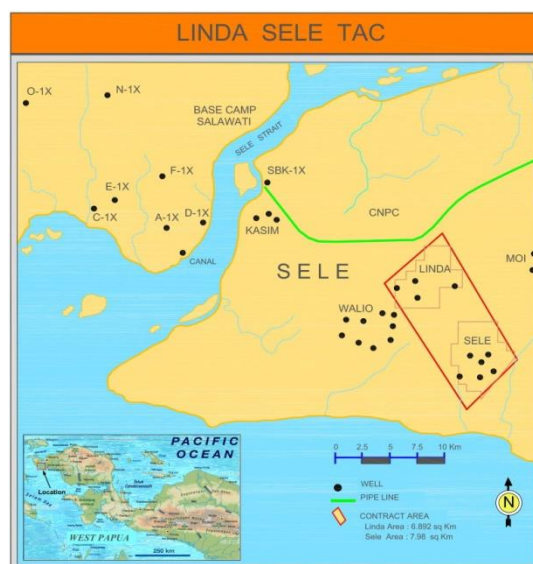 LINDA SELE TAC
O-1X
N-1X
BASE CAMP
SALAWATI
SELE STRAIT
F-1X
SBK-1X
E-1X
C-1X
A-1X
D-1X
KASIM
CNPC
CANAL
SELE
LINDA
MOI
WALIO
SELE
0 2.5 5 7.5 10 Km
WELL
PIPE LINE
CONTRACT AREA
Linda Area : 6.892 sq Km
Sele Area : 7.98 sq Km
N
PACIFIC
OCEAN
Location
WEST PAPUA
250 km